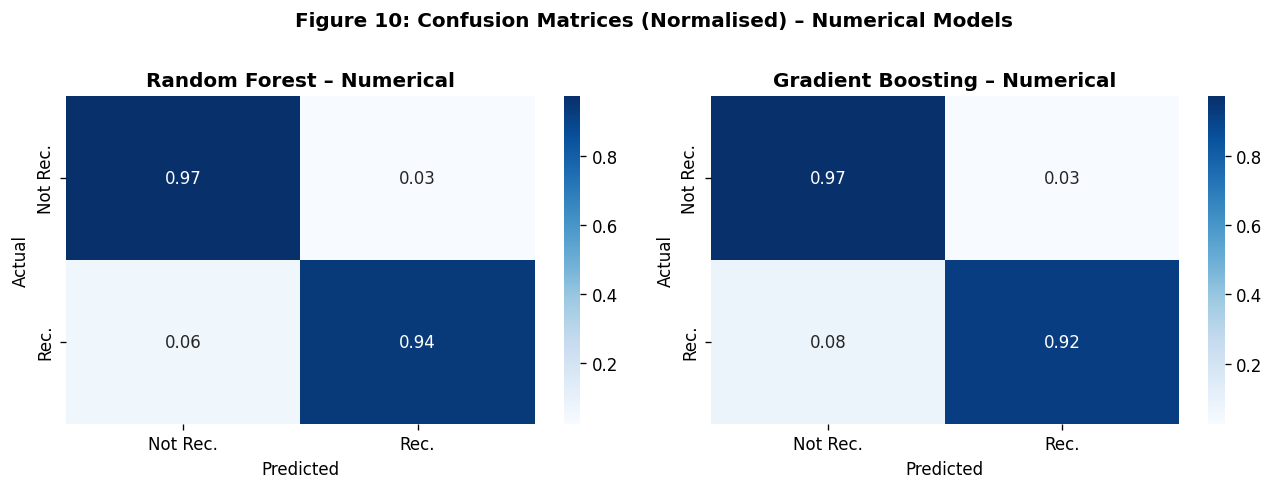 Figure 10: Confusion Matrices (Normalised) – Numerical Models
Random Forest – Numerical
Actual
Not Rec.
Rec.
0.97
0.03
0.06
0.94
Not Rec.
Rec.
Predicted
0.8
0.6
0.4
0.2
Gradient Boosting – Numerical
Actual
Not Rec.
Rec.
0.97
0.03
0.08
0.92
Not Rec.
Rec.
Predicted
0.8
0.6
0.4
0.2